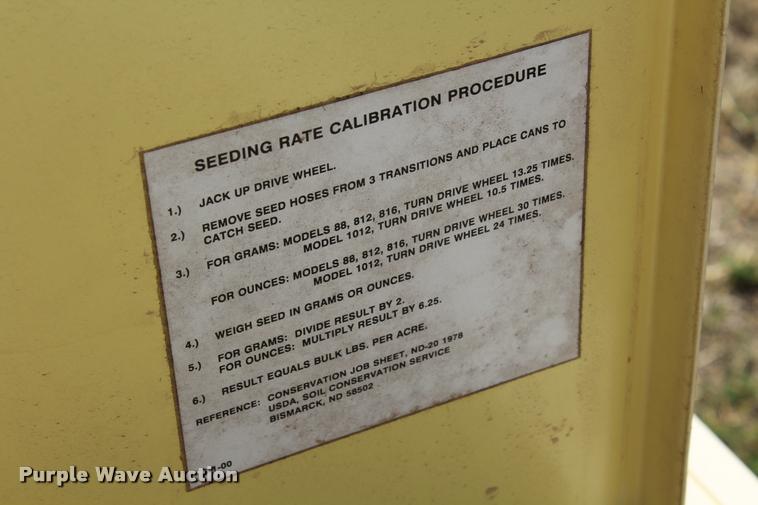 SEEDING RATE CALIBRATION PROCEDURE
1.) JACK UP DRIVE WHEEL.
2.) REMOVE SEED HOSES FROM 3 TRANSITIONS AND PLACE CANS TO
CATCH SEED.
3.) FOR GRAMS: MODELS 88, 812, 816, TURN DRIVE WHEEL 13.25 TIMES.
MODEL 1012, TURN DRIVE WHEEL 10.5 TIMES.
FOR OUNCES: MODELS 88, 812, 816, TURN DRIVE WHEEL 30 TIMES.
MODEL 1012, TURN DRIVE WHEEL 24 TIMES.
4.) WEIGH SEED IN GRAMS OR OUNCES.
5.) FOR GRAMS: DIVIDE RESULT BY 2.
FOR OUNCES: MULTIPLY RESULT BY 6.25.
6.) RESULT EQUALS BULK LBS. PER ACRE.
REFERENCE: CONSERVATION JOB SHEET, ND-20 1978
USDA, SOIL CONSERVATION SERVICE
BISMARCK, ND 58502
Purple Wave Auction